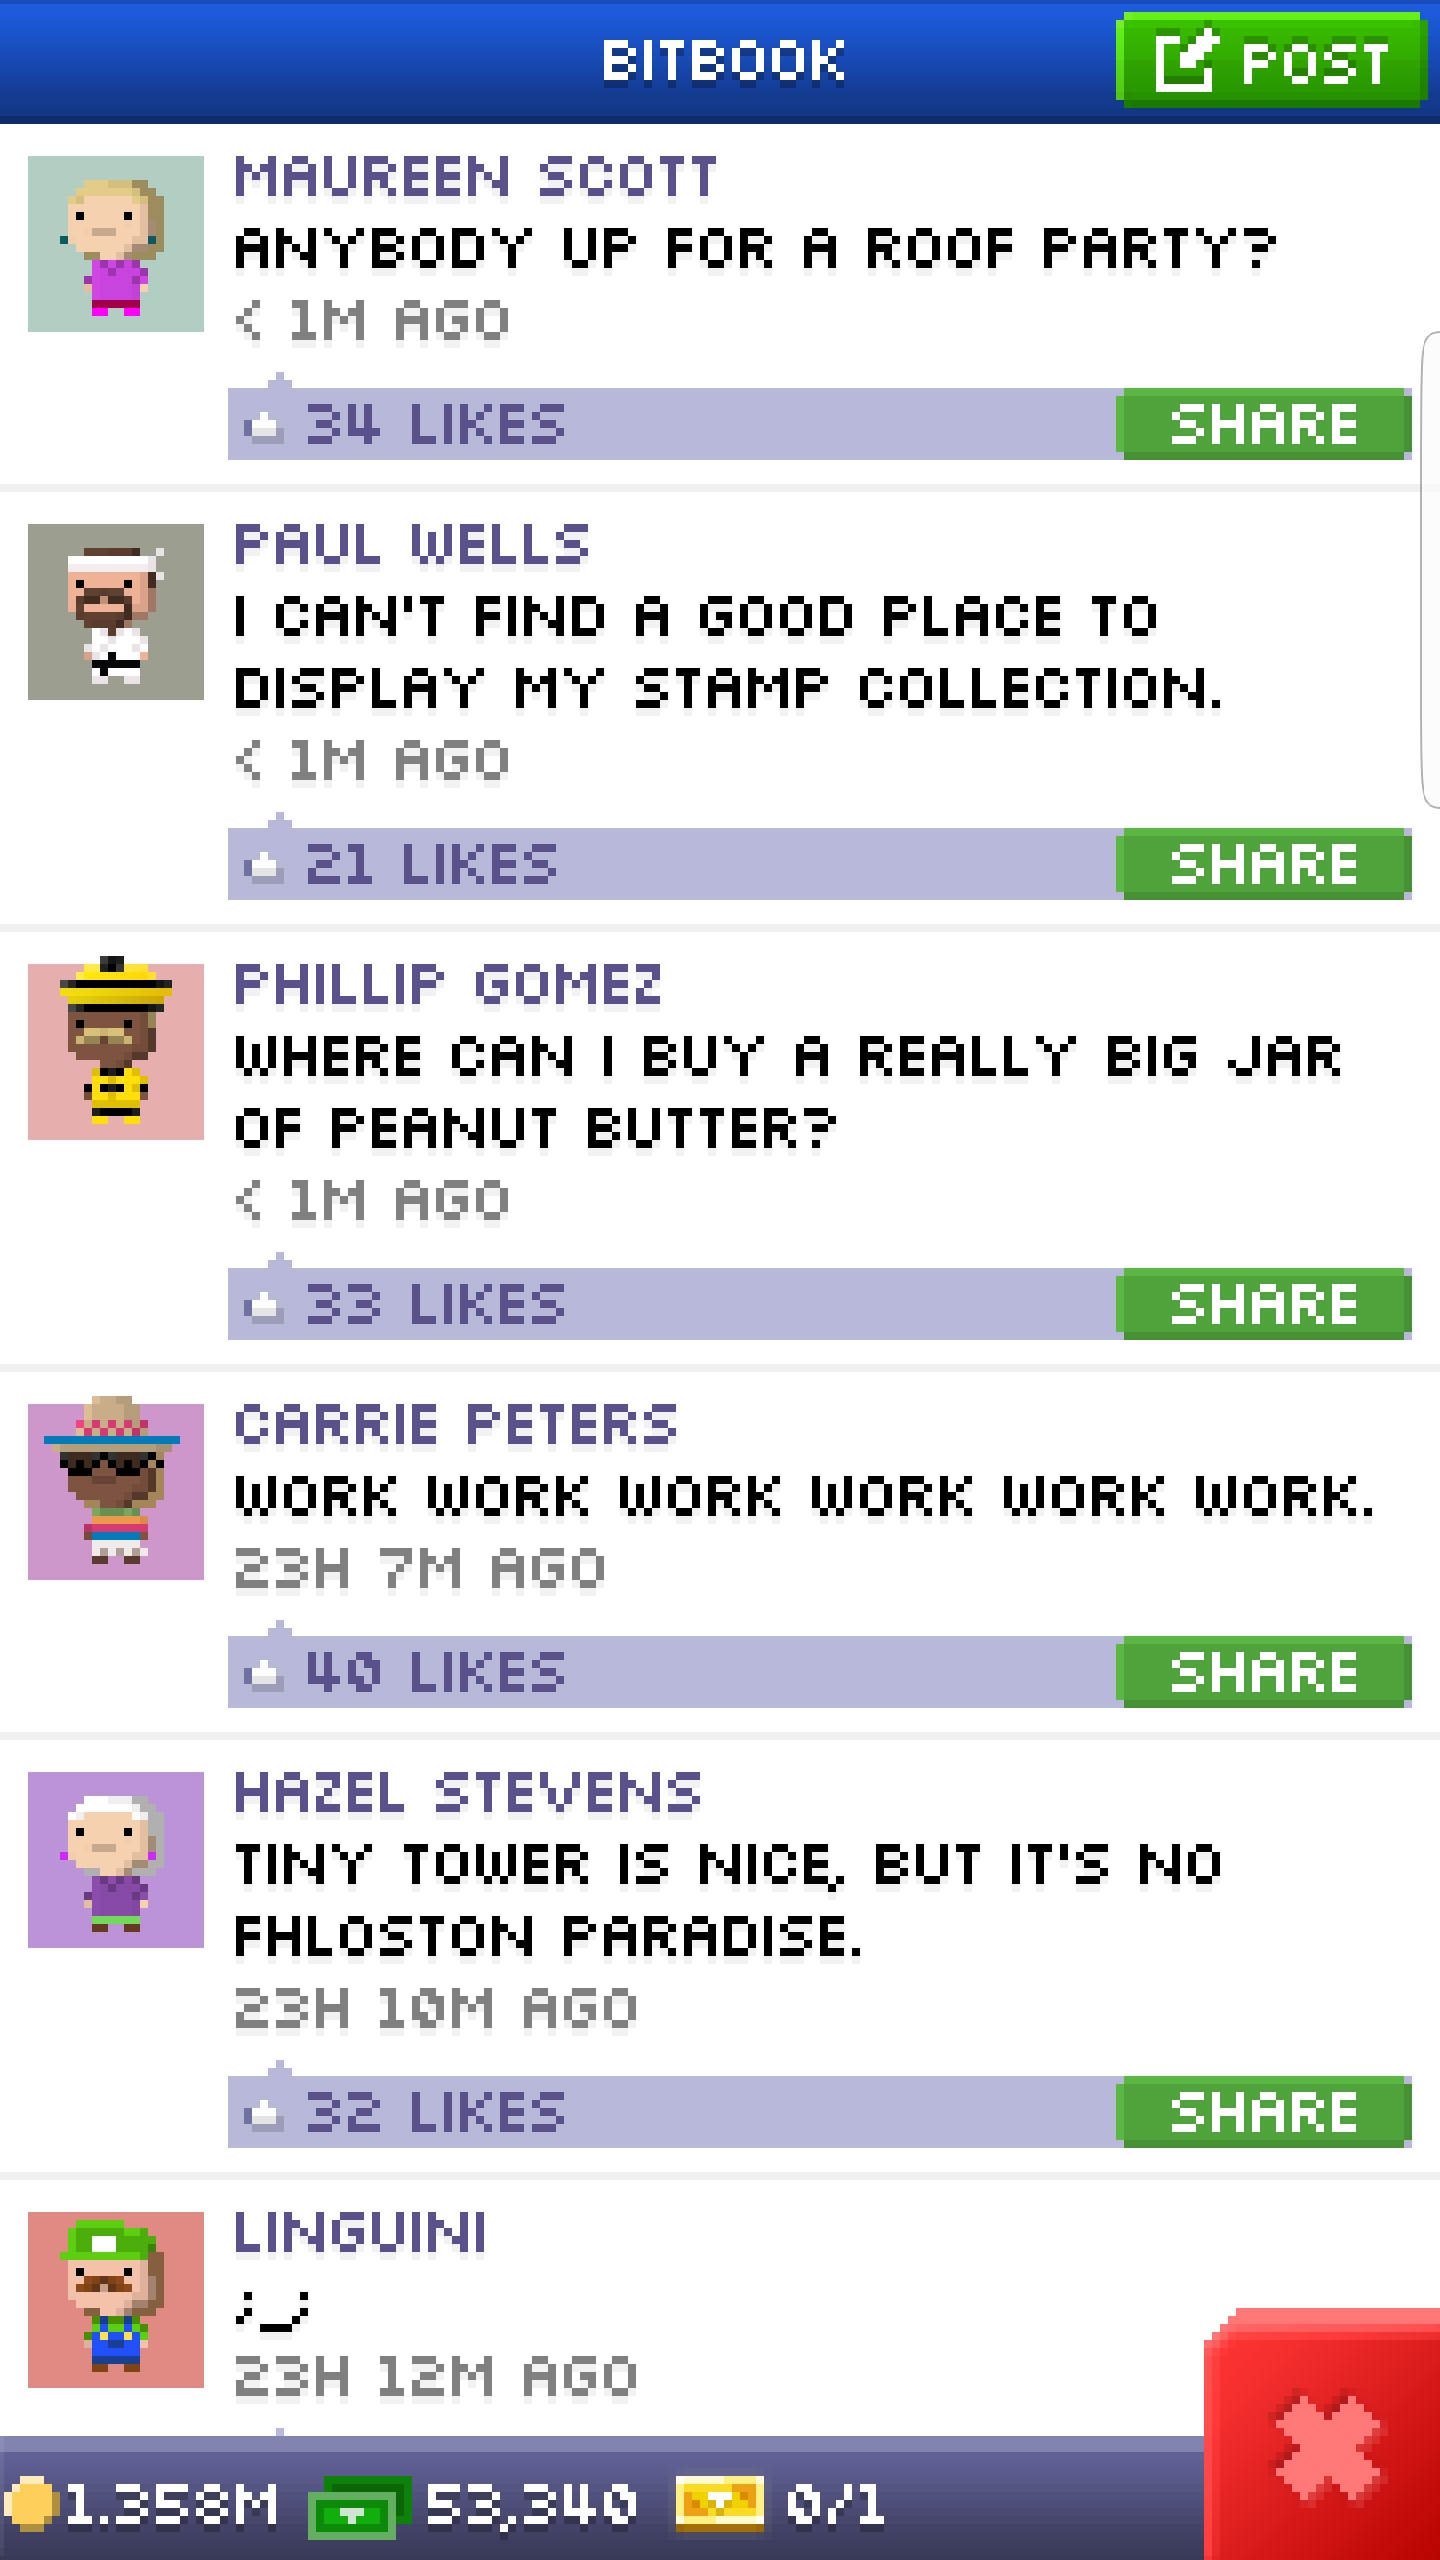 BITBOOK
POST
MAUREEN SCOTT
ANYBODY UP FOR A ROOF PARTY?
< 1M AGO
34 LIKES
SHARE
PAUL WELLS
I CAN'T FIND A GOOD PLACE TO
DISPLAY MY STAMP COLLECTION.
< 1M AGO
21 LIKES
SHARE
PHILLIP GOMEZ
WHERE CAN I BUY A REALLY BIG JAR
OF PEANUT BUTTER?
< 1M AGO
33 LIKES
SHARE
CARRIE PETERS
WORK WORK WORK WORK WORK WORK.
23H 7M AGO
40 LIKES
SHARE
HAZEL STEVENS
TINY TOWER IS NICE, BUT IT'S NO
FHLOSTON PARADISE.
23H 10M AGO
32 LIKES
SHARE
LINGUINI
;_;
23H 12M AGO
1.358M
53,340
0/1